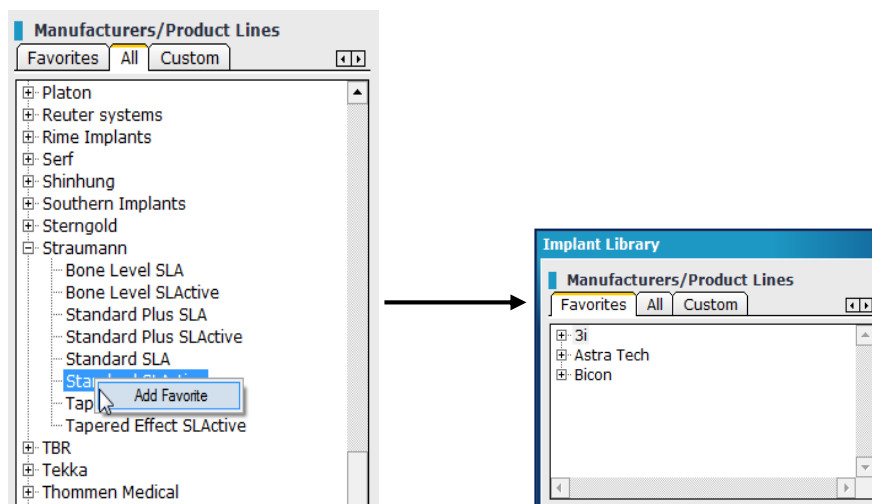 Manufacturers/Product Lines
Favorites All Custom
Platon
Reuter systems
Rime Implants
Serf
Shinhung
Southern Implants
Sterngold
Straumann
Bone Level SLA
Bone Level SLActive
Standard Plus SLA
Standard Plus SLActive
Standard SLA
Add Favorite
Tapered Effect SLActive
TBR
Tekka
Thommen Medical
Implant Library
Manufacturers/Product Lines
Favorites All Custom
3i
Astra Tech
Bicon